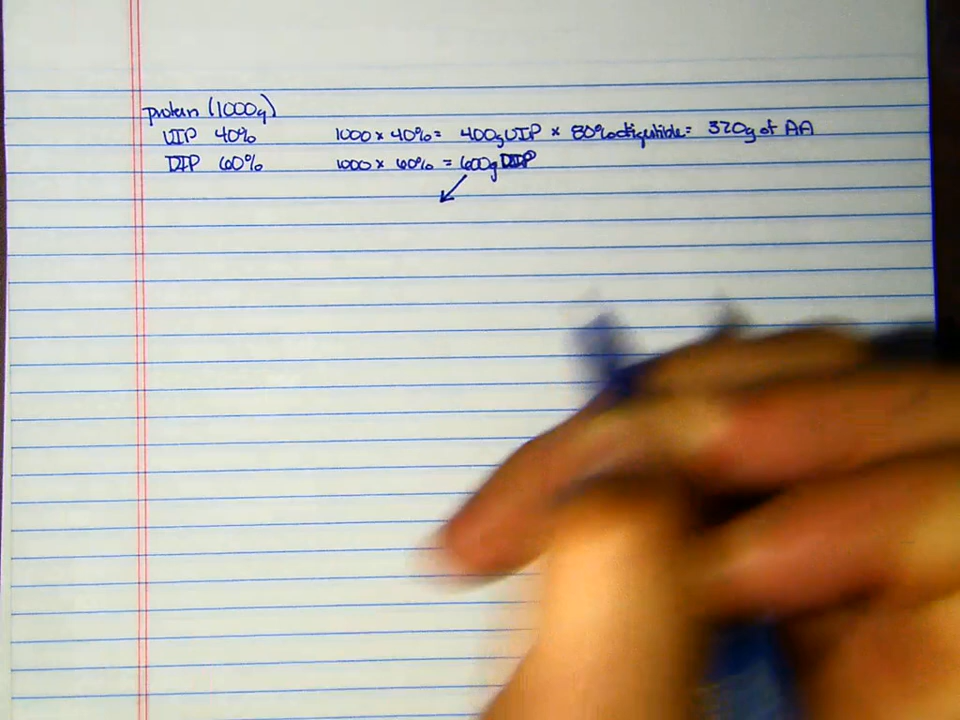 protein (1000g)
UIP 40% 1000 × 40% = 400g UIP × 80% digestible = 320g of AA
DIP 60% 1000 × 60% = 600g DIP